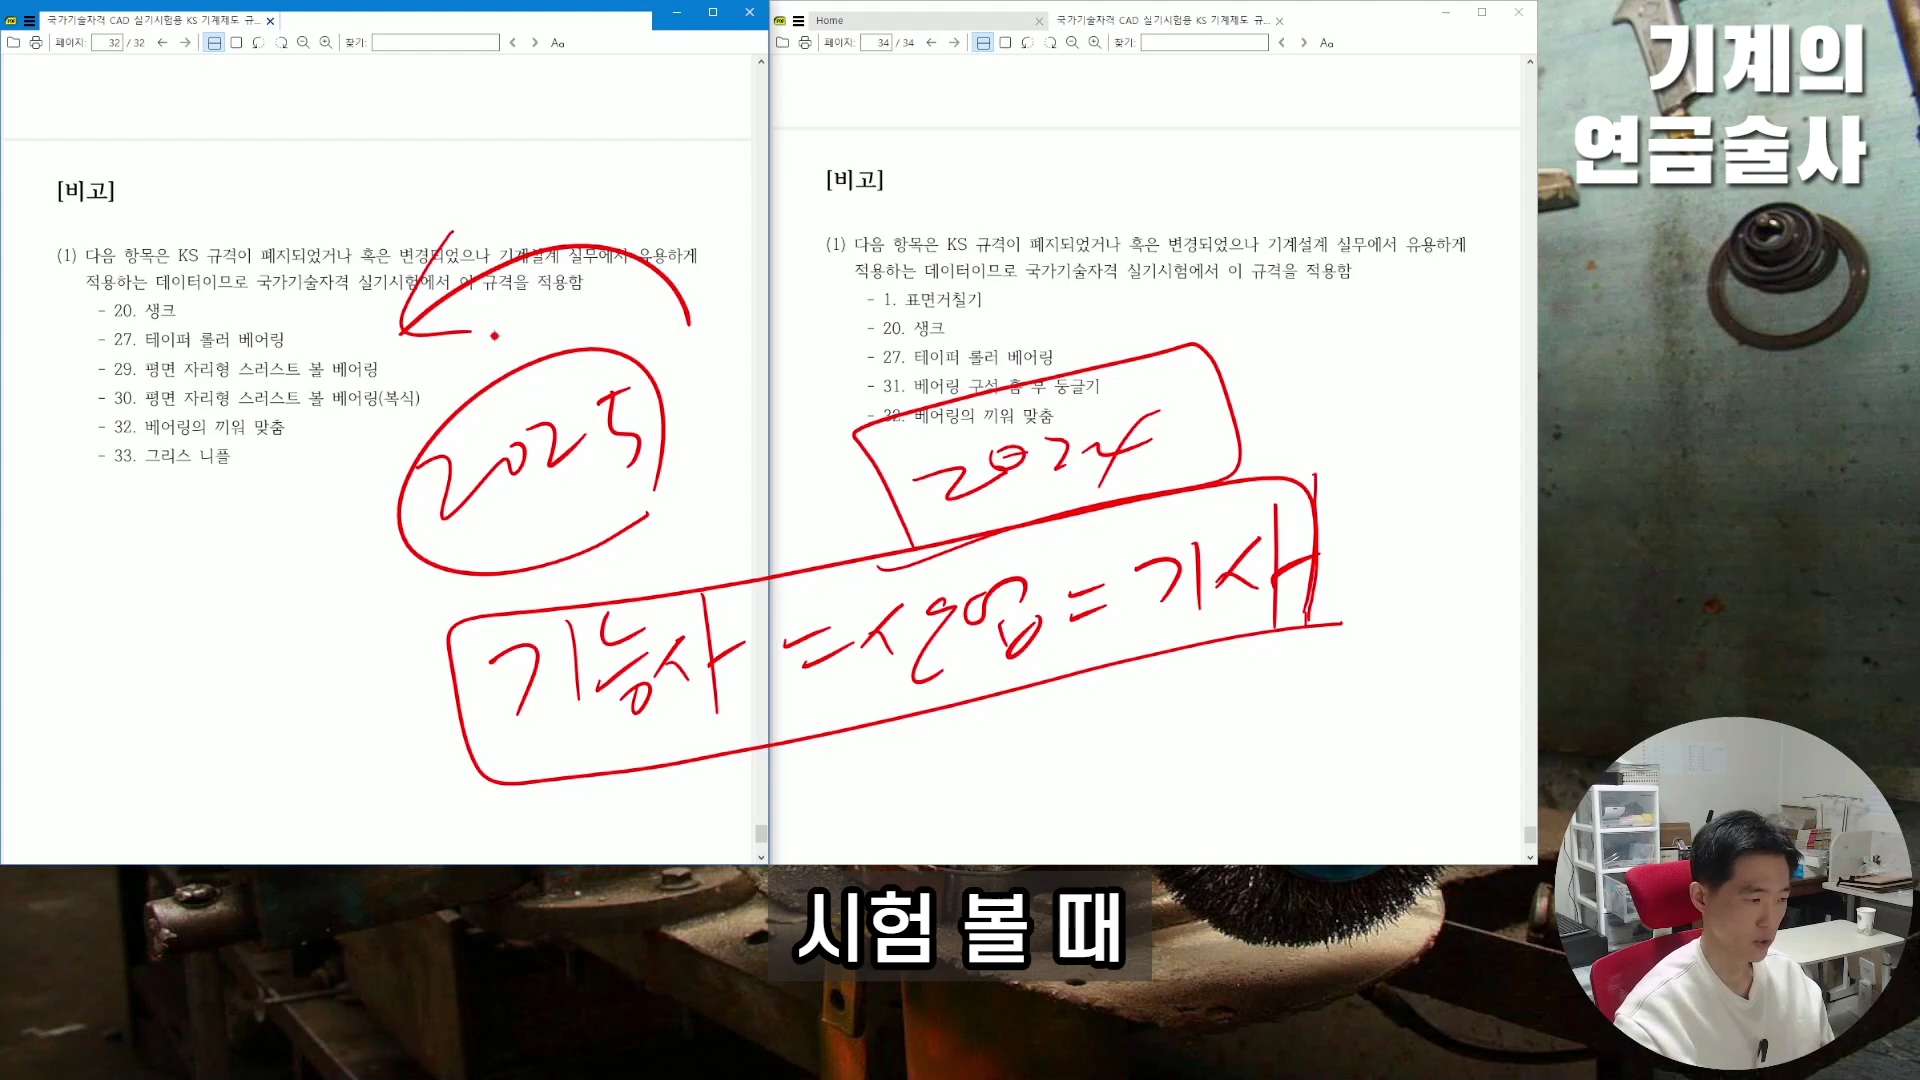 국가기술자격 CAD 실기시험용 KS 기계제도 규...
페이지: 32 / 32 찾기: Aa
[비고]
(1) 다음 항목은 KS 규격이 폐지되었거나 혹은 변경되었으나 기계설계 실무에서 유용하게
적용하는 데이터이므로 국가기술자격 실기시험에서 이 규격을 적용함
- 20. 생크
- 27. 테이퍼 롤러 베어링
- 29. 평면 자리형 스러스트 볼 베어링
- 30. 평면 자리형 스러스트 볼 베어링(복식)
- 32. 베어링의 끼워 맞춤
- 33. 그리스 니플
2025
Home
국가기술자격 CAD 실기시험용 KS 기계제도 규...
페이지: 34 / 34 찾기: Aa
[비고]
(1) 다음 항목은 KS 규격이 폐지되었거나 혹은 변경되었으나 기계설계 실무에서 유용하게
적용하는 데이터이므로 국가기술자격 실기시험에서 이 규격을 적용함
- 1. 표면거칠기
- 20. 생크
- 27. 테이퍼 롤러 베어링
- 31. 베어링 구석 홈 부 둥글기
- 32. 베어링의 끼워 맞춤
2024
기능사 = 산업 = 기사
기계의
연금술사
시험 볼 때